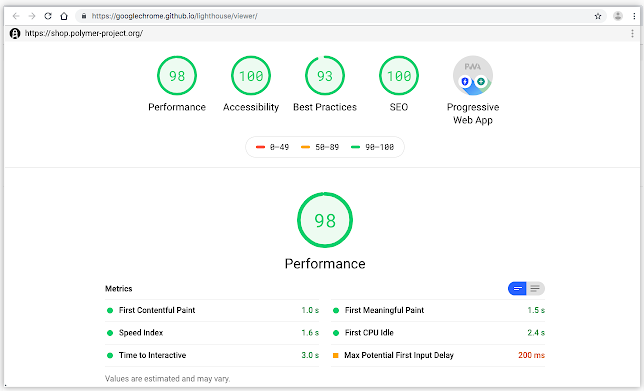 https://googlechrome.github.io/lighthouse/viewer/
https://shop.polymer-project.org/
98 100 93 100 PWA
Performance Accessibility Best Practices SEO Progressive
Web App
0–49 50–89 90–100
98
Performance
Metrics
First Contentful Paint 1.0 s First Meaningful Paint 1.5 s
Speed Index 1.6 s First CPU Idle 2.4 s
Time to Interactive 3.0 s Max Potential First Input Delay 200 ms
Values are estimated and may vary.